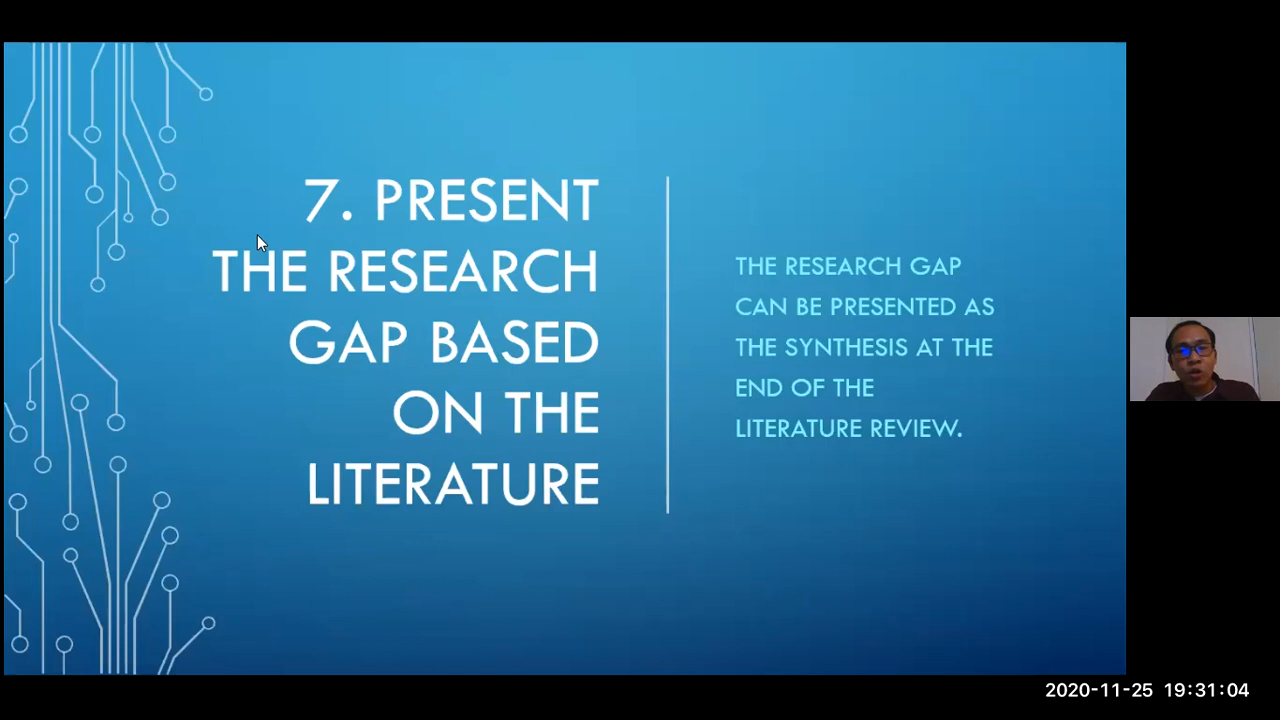 7. PRESENT
THE RESEARCH
GAP BASED
ON THE
LITERATURE
THE RESEARCH GAP
CAN BE PRESENTED AS
THE SYNTHESIS AT THE
END OF THE
LITERATURE REVIEW.
2020-11-25 19:31:04